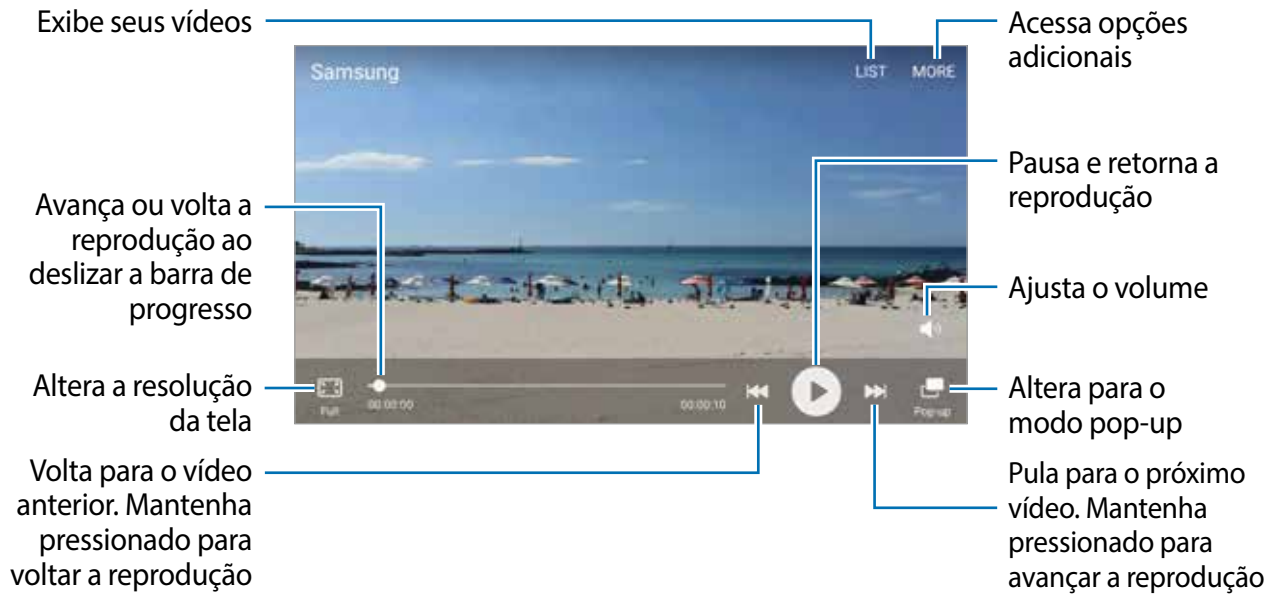 Exibe seus vídeos
Acessa opções
adicionais
Samsung
LIST MORE
Pausa e retorna a
reprodução
Avança ou volta a
reprodução ao
deslizar a barra de
progresso
Ajusta o volume
Altera a resolução
da tela
Full
00:00:00
00:00:10
Pop-up
Altera para o
modo pop-up
Volta para o vídeo
anterior. Mantenha
pressionado para
voltar a reprodução
Pula para o próximo
vídeo. Mantenha
pressionado para
avançar a reprodução